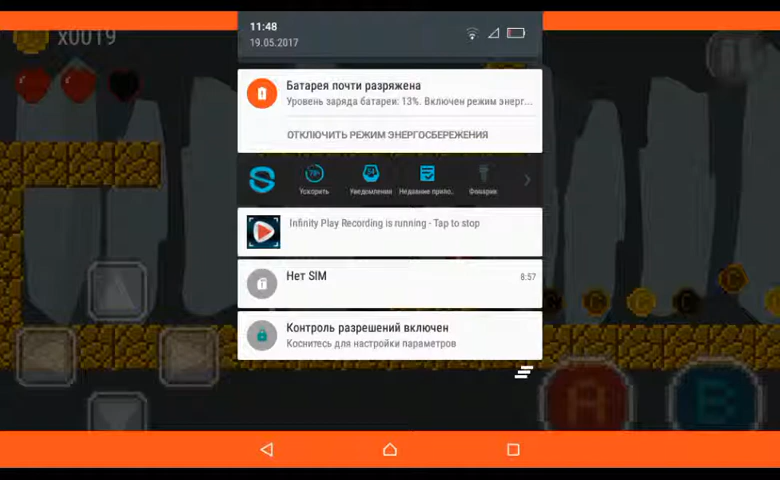 11:48
19.05.2017
x0019
Батарея почти разряжена
Уровень заряда батареи: 13%. Включен режим энерг...
ОТКЛЮЧИТЬ РЕЖИМ ЭНЕРГОСБЕРЕЖЕНИЯ
Ускорить
Уведомления
Недавние прило..
Фонарик
Infinity Play Recording is running - Tap to stop
Нет SIM
8:57
Контроль разрешений включен
Коснитесь для настройки параметров
A
B